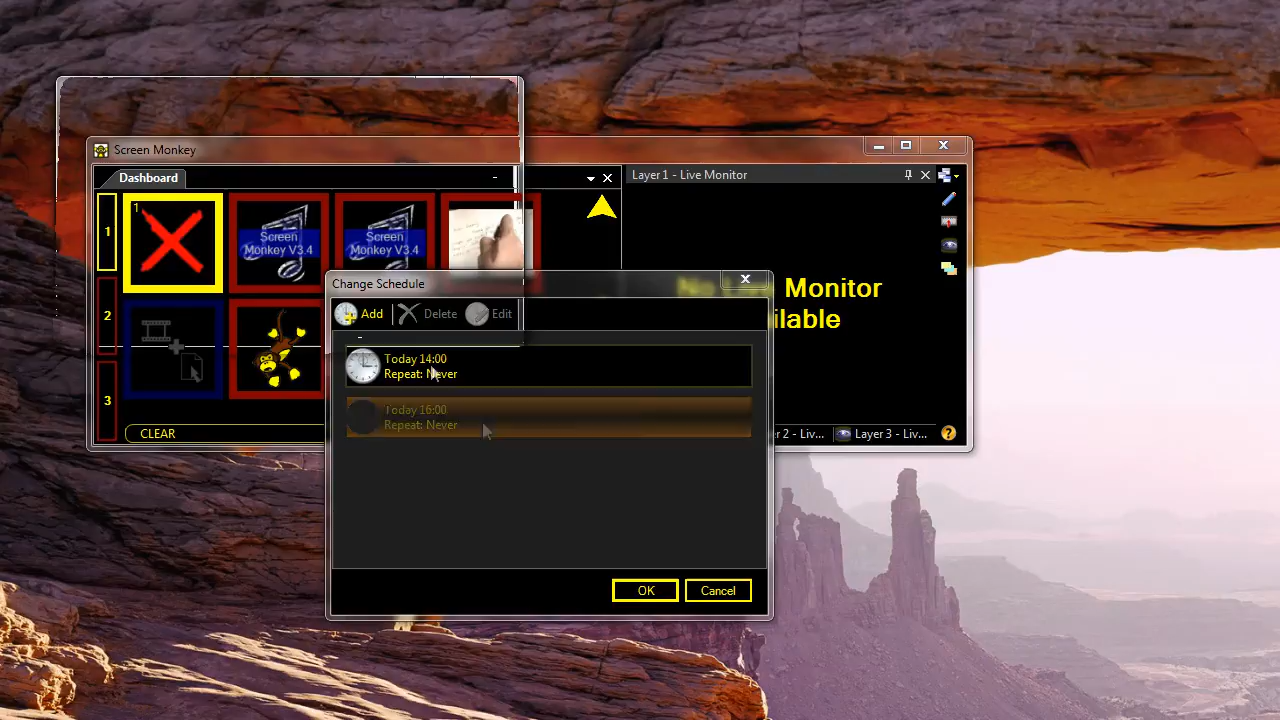 Screen Monkey
Dashboard
Layer 1 - Live Monitor
1
2
3
1
Screen
Monkey V3.4
Screen
Monkey V3.4
CLEAR
Monitor
Change Schedule
Add
Delete
Edit
Today 14:00
Repeat: Never
Today 16:00
Repeat: Never
OK
Cancel
r 2 - Liv...
Layer 3 - Liv...
?